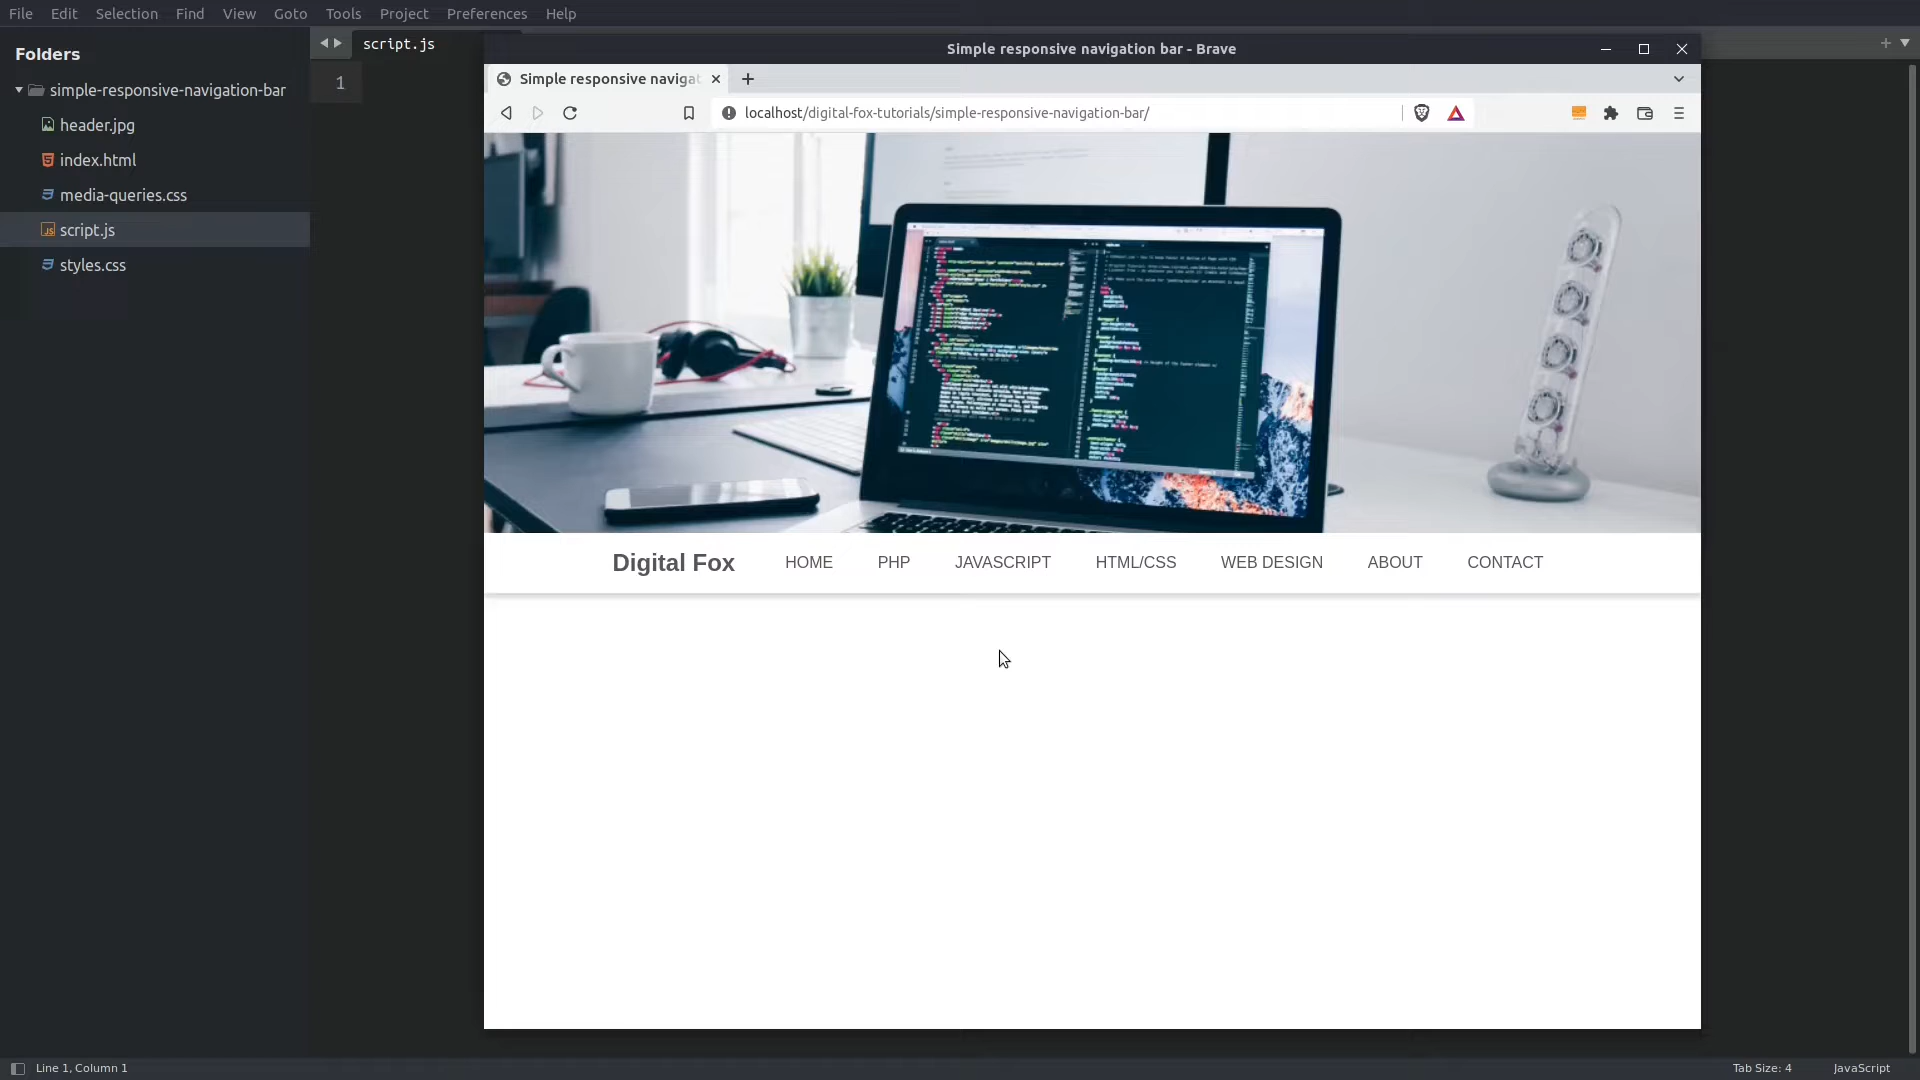 File Edit Selection Find View Goto Tools Project Preferences Help
Folders
simple-responsive-navigation-bar
header.jpg
index.html
media-queries.css
script.js
styles.css
script.js
1
Simple responsive navigation bar - Brave
Simple responsive navigat
localhost/digital-fox-tutorials/simple-responsive-navigation-bar/
Digital Fox HOME PHP JAVASCRIPT HTML/CSS WEB DESIGN ABOUT CONTACT
Line 1, Column 1
Tab Size: 4 JavaScript